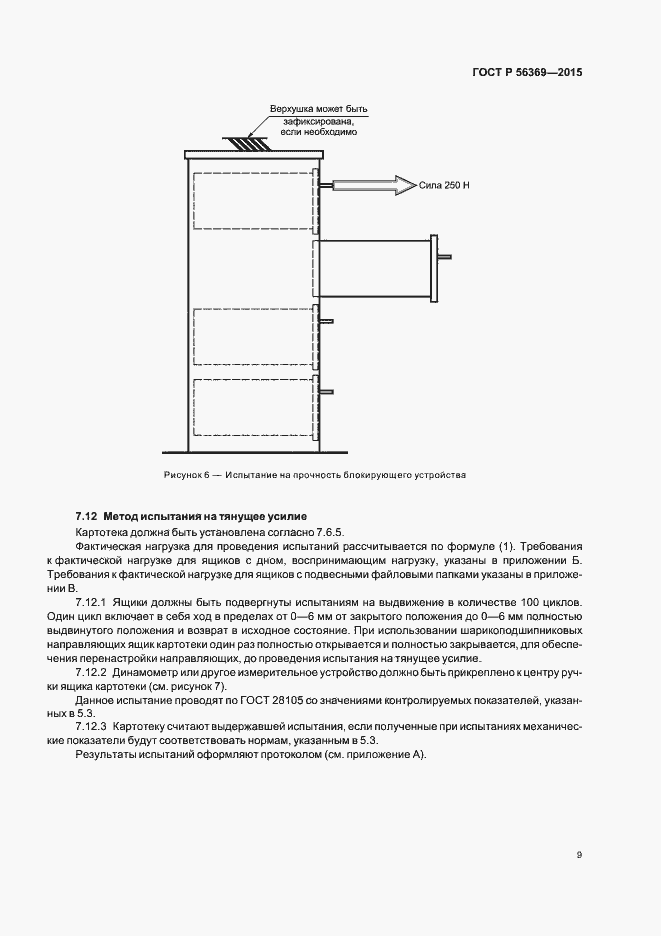 ГОСТ Р 56369—2015
Верхушка может быть
зафиксирована,
если необходимо
Сила 250 Н
Рисунок 6 — Испытание на прочность блокирующего устройства
7.12 Метод испытания на тянущее усилие
Картотека должна быть установлена согласно 7.6.5.
Фактическая нагрузка для проведения испытаний рассчитывается по формуле (1). Требования
к фактической нагрузке для ящиков с дном, воспринимающим нагрузку, указаны в приложении Б.
Требования к фактической нагрузке для ящиков с подвесными файловыми папками указаны в приложе-
нии В.
7.12.1 Ящики должны быть подвергнуты испытаниям на выдвижение в количестве 100 циклов.
Один цикл включает в себя ход в пределах от 0—6 мм от закрытого положения до 0—6 мм полностью
выдвинутого положения и возврат в исходное состояние. При использовании шарикоподшипниковых
направляющих ящик картотеки один раз полностью открывается и полностью закрывается, для обеспе-
чения перенастройки направляющих, до проведения испытания на тянущее усилие.
7.12.2 Динамометр или другое измерительное устройство должно быть прикреплено к центру руч-
ки ящика картотеки (см. рисунок 7).
Данное испытание проводят по ГОСТ 28105 со значениями контролируемых показателей, указан-
ных в 5.3.
7.12.3 Картотеку считают выдержавшей испытания, если полученные при испытаниях механичес-
кие показатели будут соответствовать нормам, указанным в 5.3.
Результаты испытаний оформляют протоколом (см. приложение А).
9